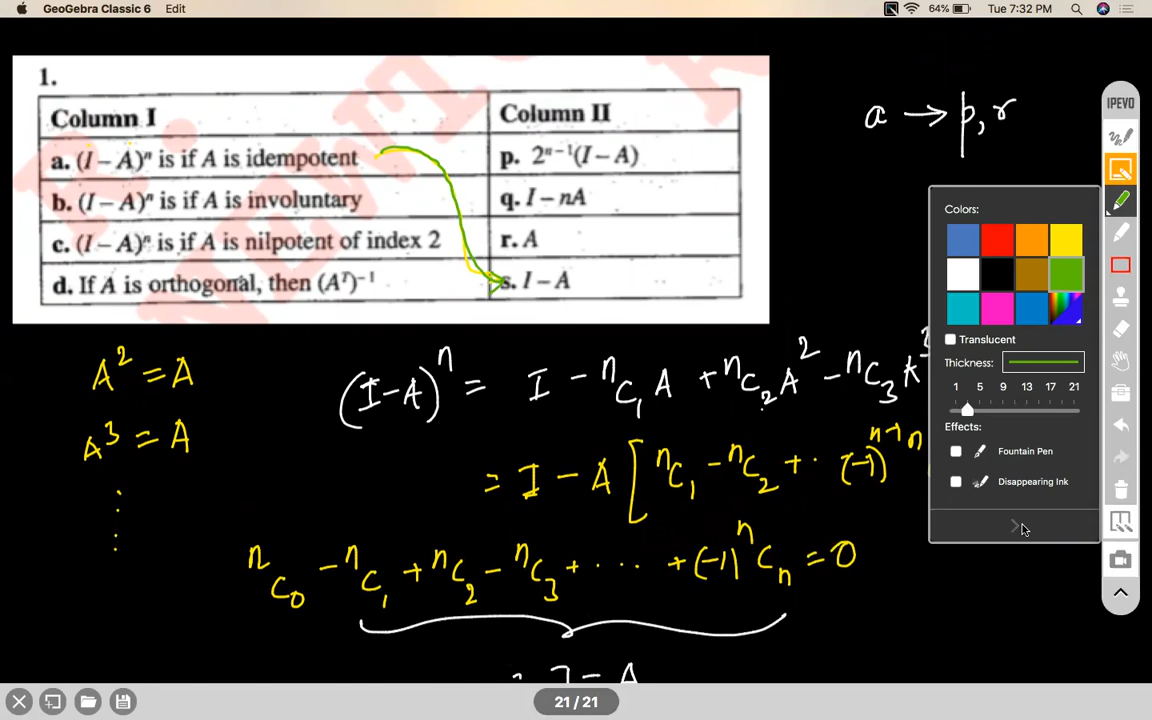 GeoGebra Classic 6 Edit 64% Tue 7:32 PM
1.
Column I Column II
a. (I – A)ⁿ is if A is idempotent p. 2ⁿ⁻¹(I – A)
b. (I – A)ⁿ is if A is involuntary q. I – nA
c. (I – A)ⁿ is if A is nilpotent of index 2 r. A
d. If A is orthogonal, then (Aᵀ)⁻¹ s. I – A
a → p, r
IPEVO
Colors:
Translucent
Thickness:
1 5 9 13 17 21
Effects:
Fountain Pen
Disappearing Ink
A² = A
A³ = A
(I-A)ⁿ = I - ⁿC₁ A + ⁿC₂ A² - ⁿC₃ A³
= I - A [ ⁿC₁ - ⁿC₂ + · · (-1)ⁿ⁻¹ ⁿ
ⁿC₀ - ⁿC₁ + ⁿC₂ - ⁿC₃ + · · · · + (-1)ⁿ ⁿCₙ = 0
I - A
21 / 21